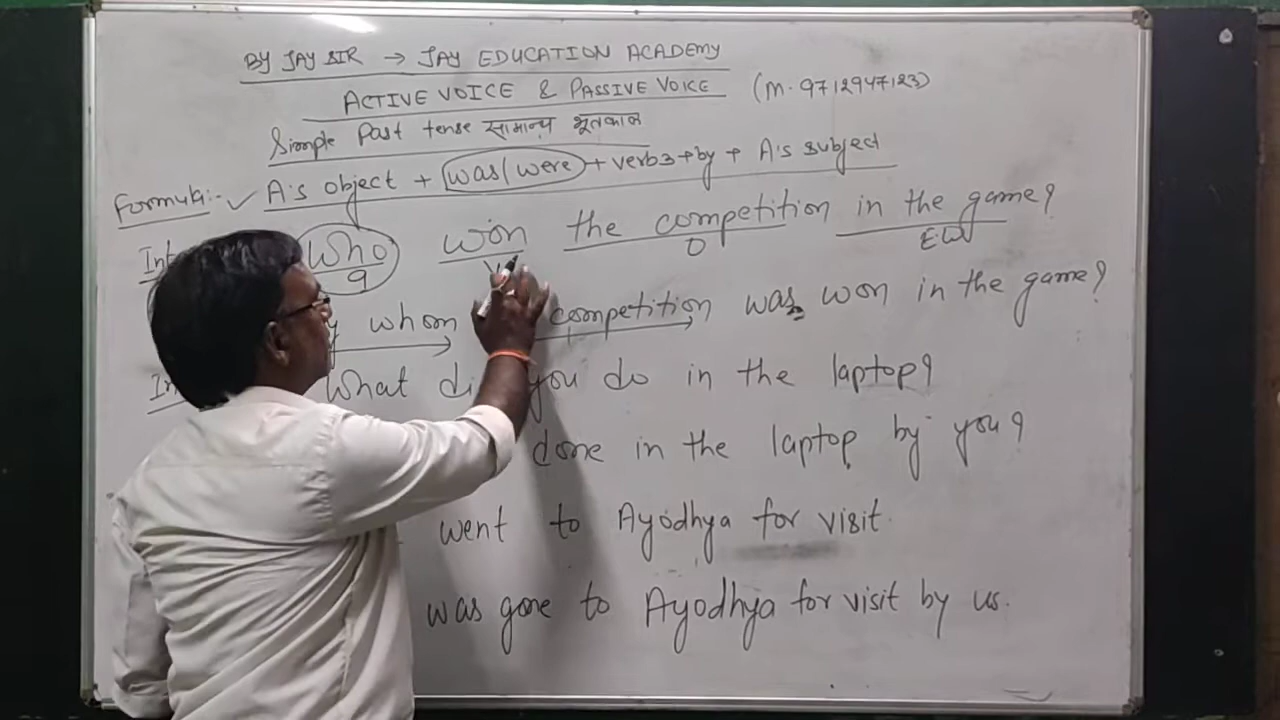 BY JAY SIR → JAY EDUCATION ACADEMY
ACTIVE VOICE & PASSIVE VOICE (M. 9712947123)
Simple Past tense सामान्य भूतकाल
Formula:- ✓ A's object + was/were + verb3 + by + A's subject
Int Who won the competition in the game?
9 V O EW
whom competition was won in the game?
In What di you do in the laptop?
done in the laptop by you?
went to Ayodhya for visit.
was gone to Ayodhya for visit by us.